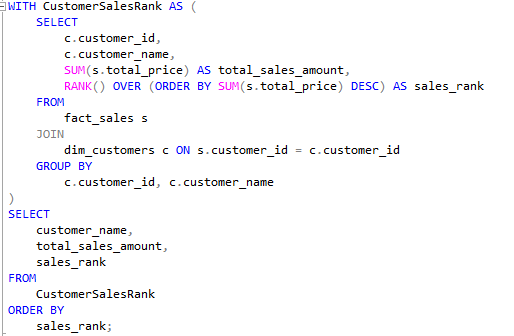 WITH CustomerSalesRank AS (
SELECT
c.customer_id,
c.customer_name,
SUM(s.total_price) AS total_sales_amount,
RANK() OVER (ORDER BY SUM(s.total_price) DESC) AS sales_rank
FROM
fact_sales s
JOIN
dim_customers c ON s.customer_id = c.customer_id
GROUP BY
c.customer_id, c.customer_name
)
SELECT
customer_name,
total_sales_amount,
sales_rank
FROM
CustomerSalesRank
ORDER BY
sales_rank;